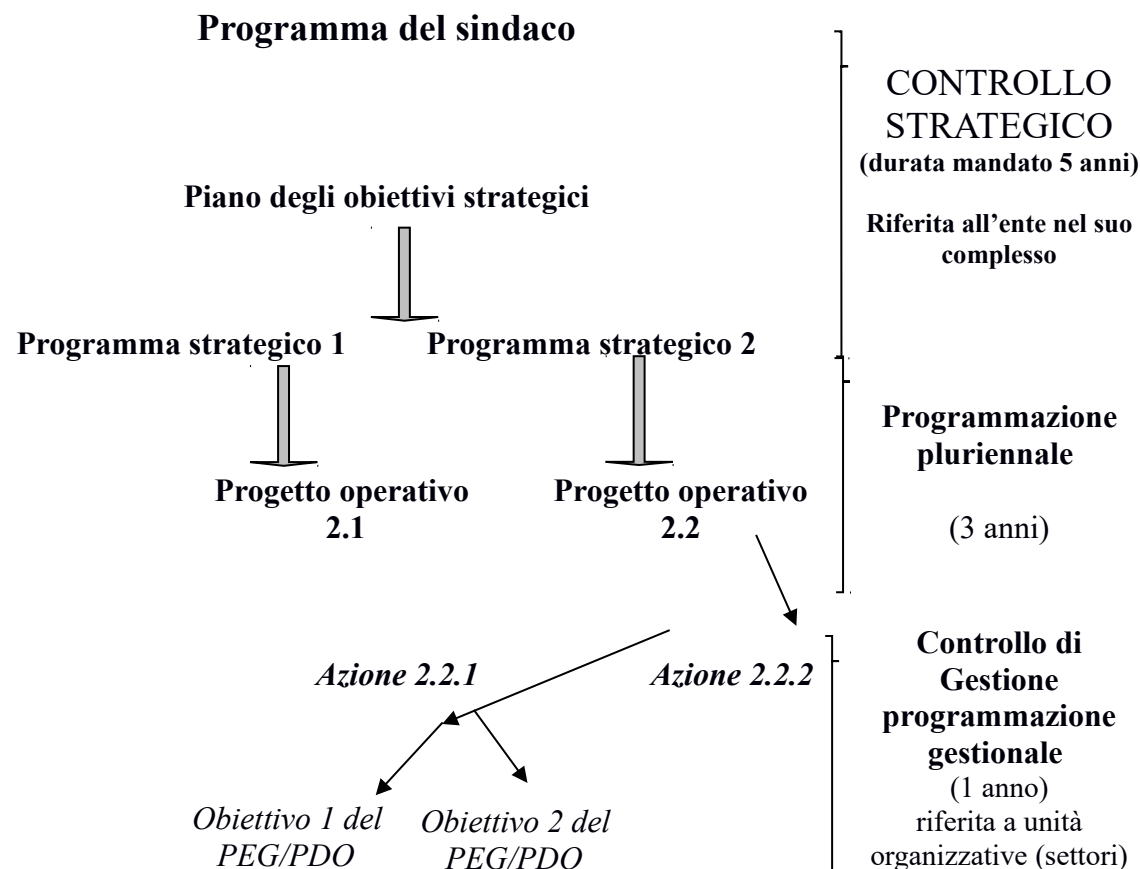 Programma del sindaco
CONTROLLO
STRATEGICO
(durata mandato 5 anni)
Piano degli obiettivi strategici
Riferita all’ente nel suo
complesso
Programma strategico 1
Programma strategico 2
Programmazione
pluriennale
(3 anni)
Progetto operativo
2.1
Progetto operativo
2.2
Azione 2.2.1
Azione 2.2.2
Controllo di
Gestione
programmazione
gestionale
(1 anno)
riferita a unità
organizzative (settori)
Obiettivo 1 del
PEG/PDO
Obiettivo 2 del
PEG/PDO